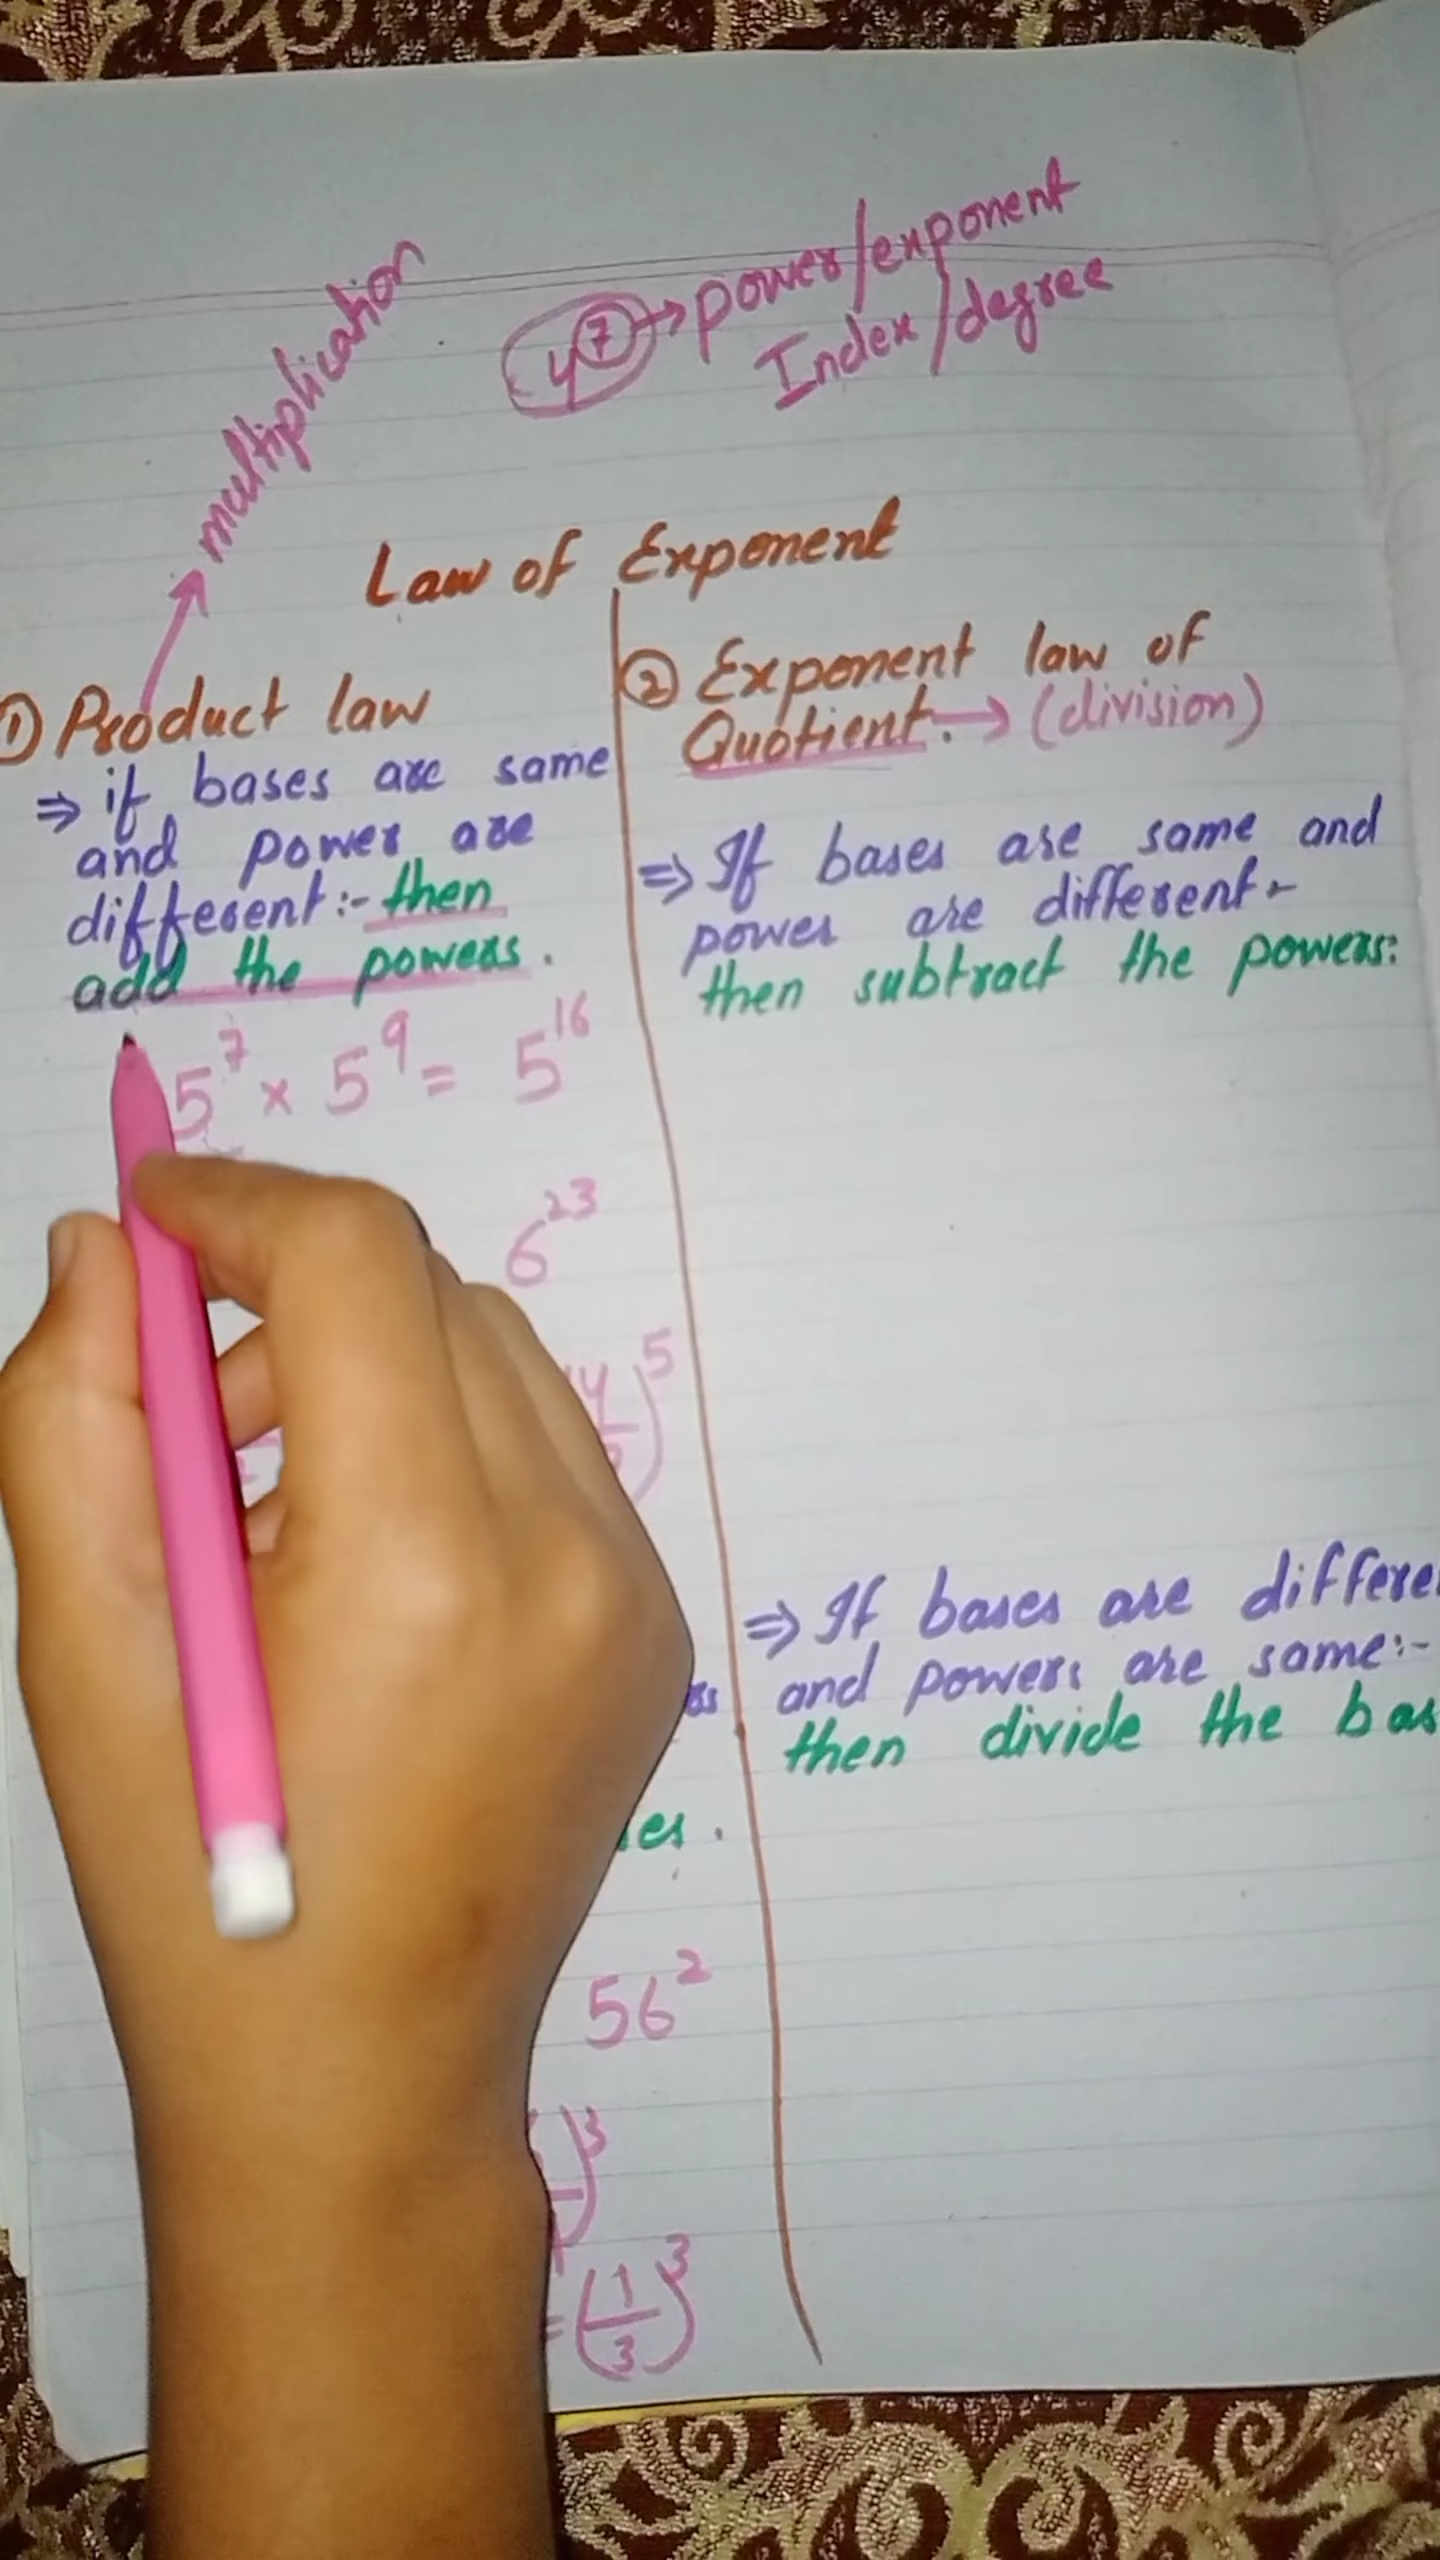 multiplication
4⁷ → power/exponent
Index/degree
Law of Exponent
① Product law
⇒ if bases are same
and power are
different:- then
add the powers.
5⁷ × 5⁹ = 5¹⁶
6²³
)⁵
es.
56²
)³
= (1/3)³
② Exponent law of
Quotient. → (division)
⇒ If bases are same and
power are different -
then subtract the powers:
⇒ If bases are differe
and powers are same:-
then divide the bas